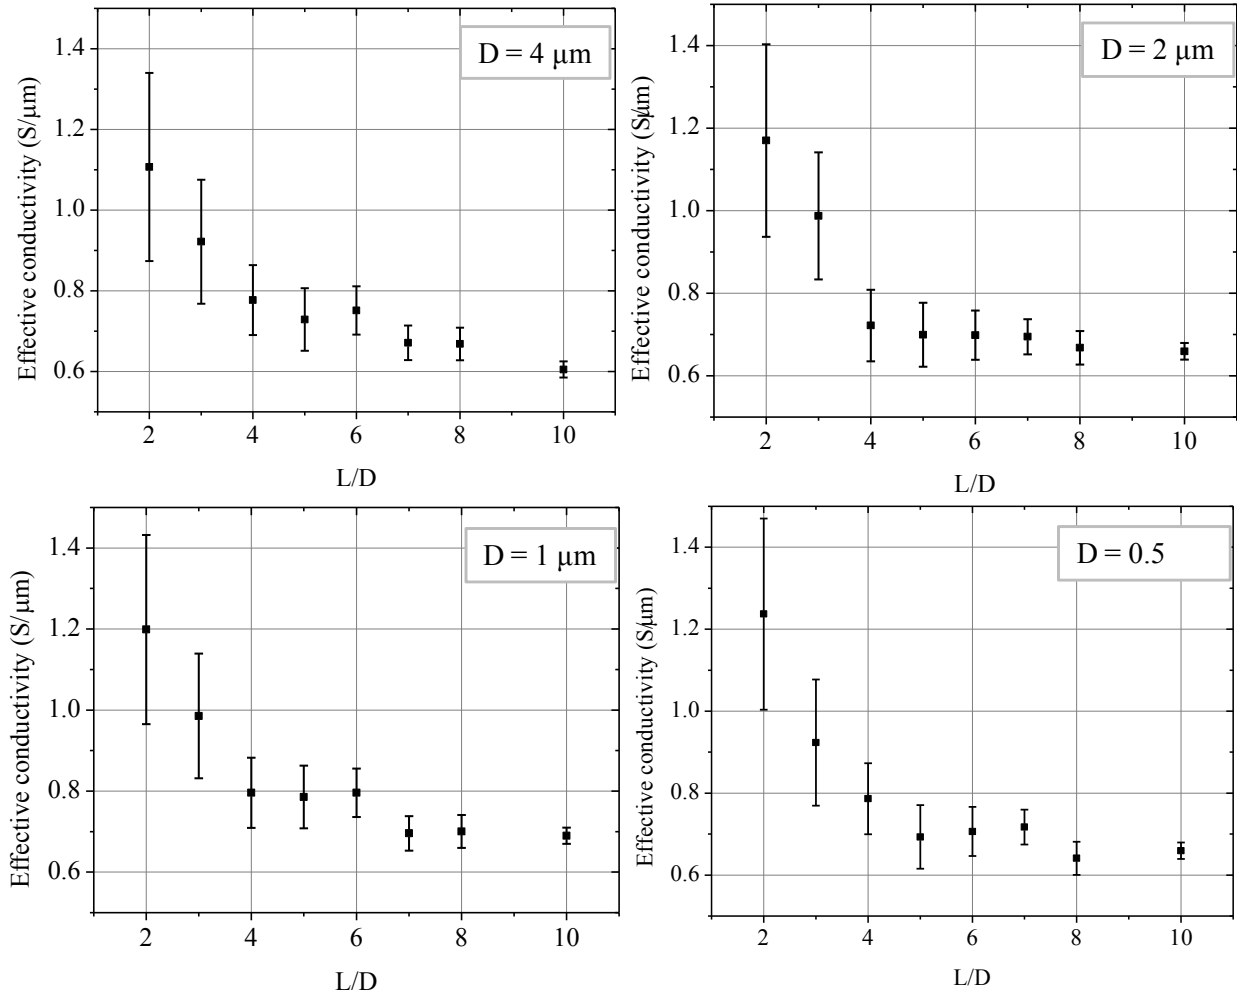 D = 4 µm
Effective conductivity (S/µm)
1.4
1.2
1.0
0.8
0.6
2 4 6 8 10
L/D
D = 2 µm
Effective conductivity (S/µm)
1.4
1.2
1.0
0.8
0.6
2 4 6 8 10
L/D
D = 1 µm
Effective conductivity (S/µm)
1.4
1.2
1.0
0.8
0.6
2 4 6 8 10
L/D
D = 0.5
Effective conductivity (S/µm)
1.4
1.2
1.0
0.8
0.6
2 4 6 8 10
L/D